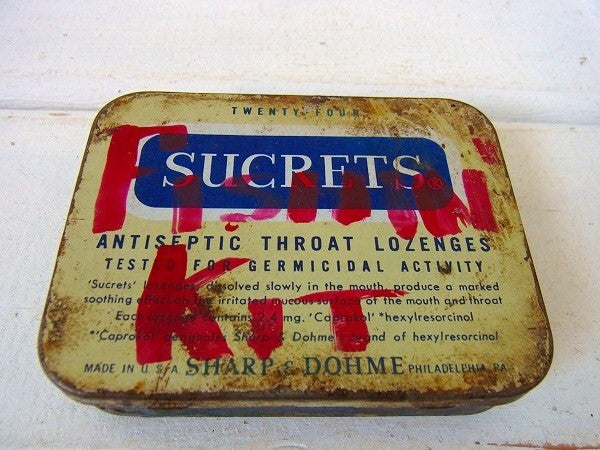 TWENTY-FOUR
SUCRETS®
FISHIN'
ANTISEPTIC THROAT LOZENGES
TESTED FOR GERMICIDAL ACTIVITY
'Sucrets' lozenges, dissolved slowly in the mouth, produce a marked
soothing effect on the irritated mucous surface of the mouth and throat
Each lozenge contains 2.4 mg. 'Caprokol' *hexylresorcinol
*'Caprokol' designates Sharp & Dohme's brand of hexylresorcinol
KIT
MADE IN U S A SHARP & DOHME PHILADELPHIA, PA.